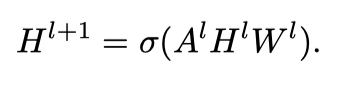 H^{l+1} = σ(A^l H^l W^l).